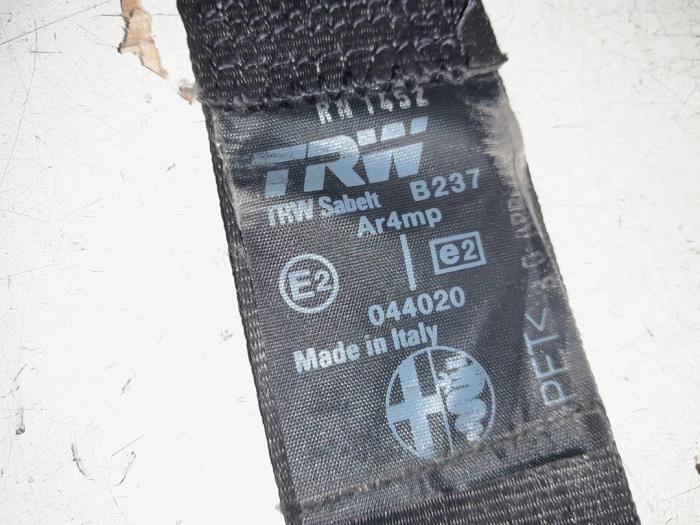 RN 1432
TRW
TRW Sabelt B237
Ar4mp
E2 e2
044020
Made in Italy
PET<